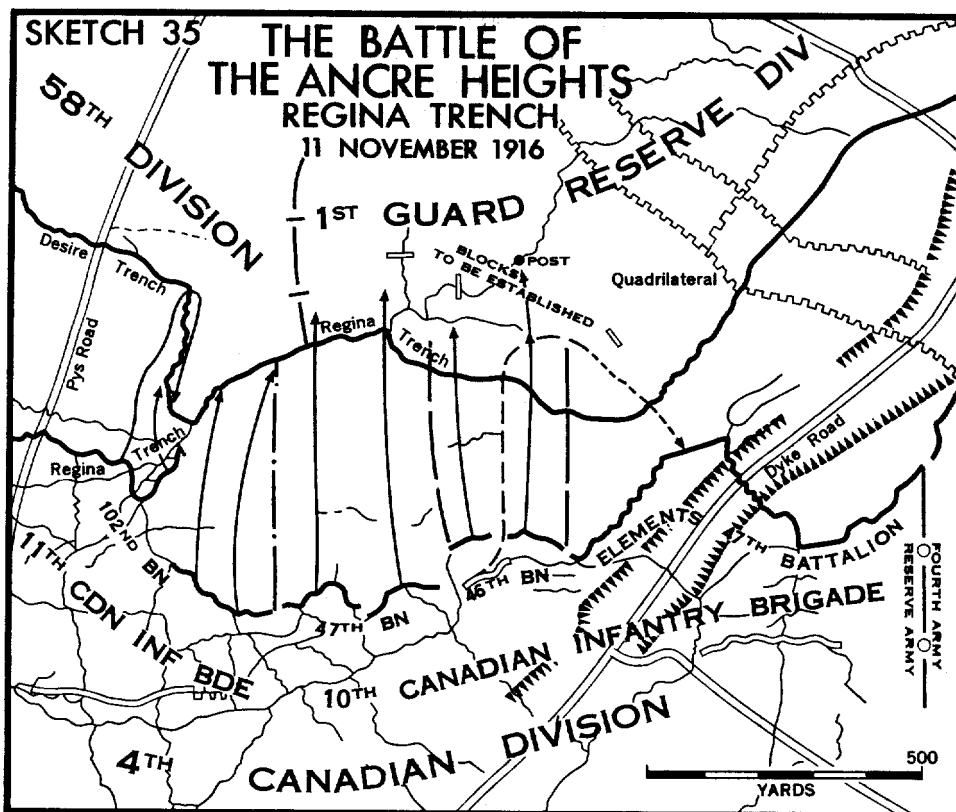 SKETCH 35
THE BATTLE OF
THE ANCRE HEIGHTS
REGINA TRENCH
11 NOVEMBER 1916
58TH
DIVISION
1ST GUARD RESERVE DIV
Desire Trench
BLOCKS
TO BE ESTABLISHED
POST
Quadrilateral
Pys Road
Regina Trench
Regina Trench
Dyke Road
102ND BN
11TH
CDN INF BDE
47TH BN
46TH BN
ELEMENTS 47TH BATTALION
10TH CANADIAN INFANTRY BRIGADE
4TH CANADIAN DIVISION
FOURTH ARMY
RESERVE ARMY
500
YARDS